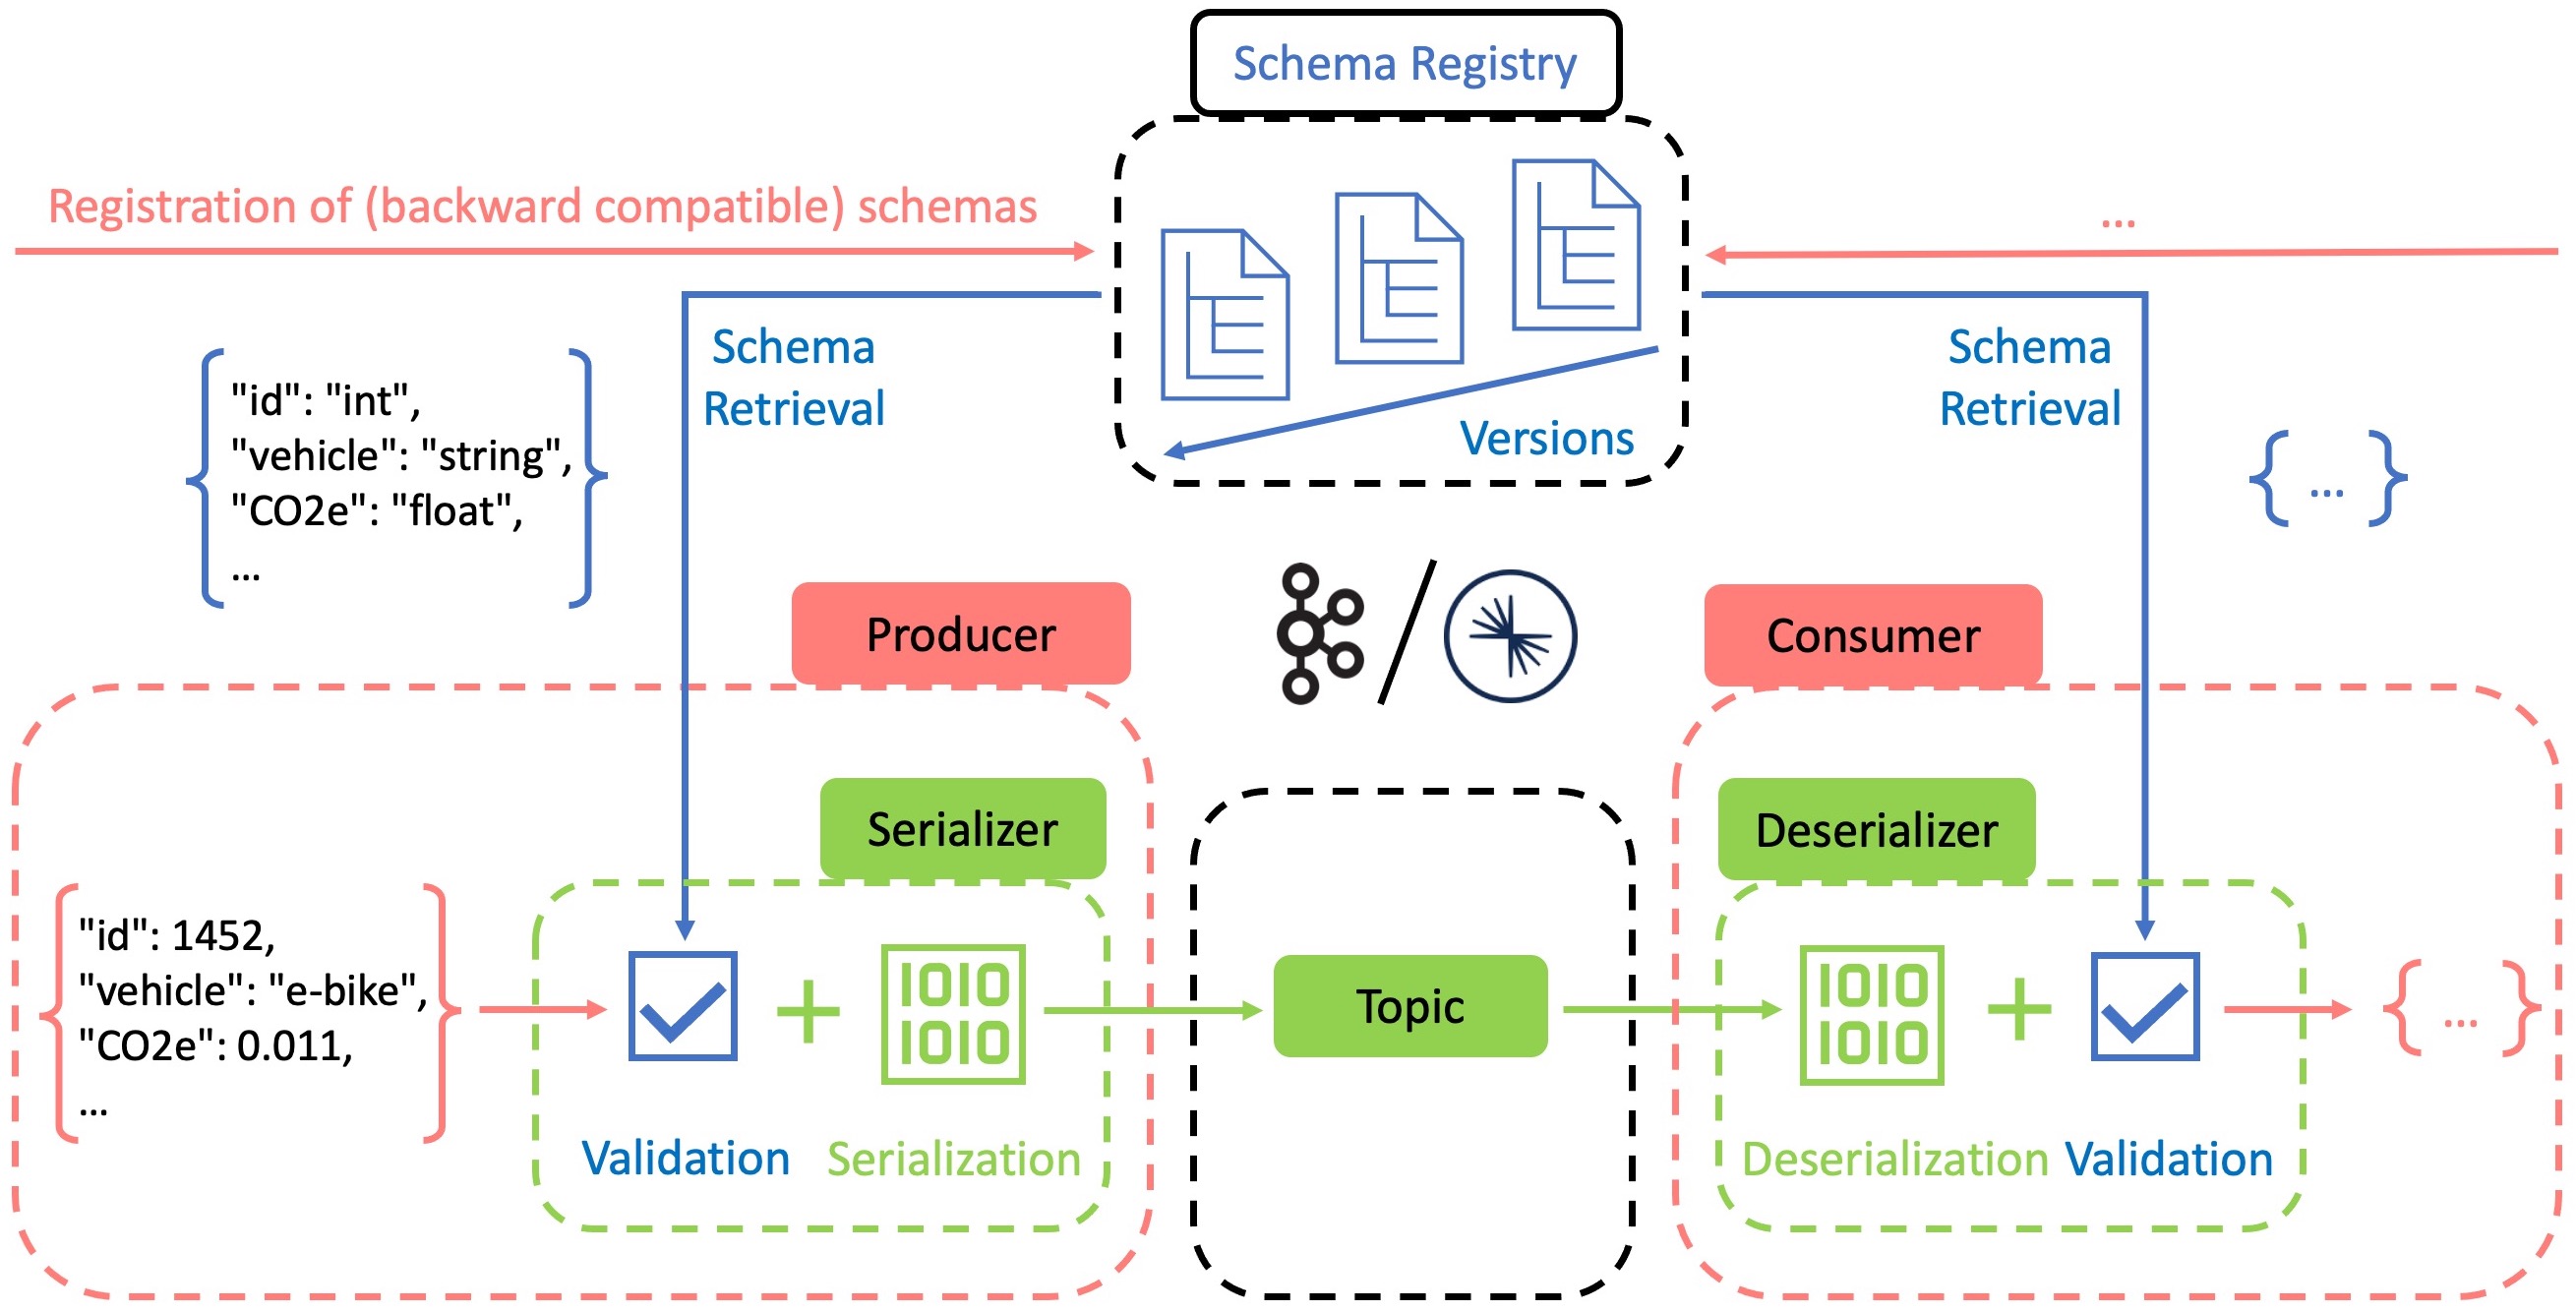 Schema Registry
Registration of (backward compatible) schemas
...
Schema
Retrieval
Versions
Schema
Retrieval
{
"id": "int",
"vehicle": "string",
"CO2e": "float",
...
}
{ ... }
Producer
Consumer
Serializer
Deserializer
{
"id": 1452,
"vehicle": "e-bike",
"CO2e": 0.011,
...
}
+
1010
1010
Topic
1010
1010
+
{ ... }
Validation
Serialization
Deserialization
Validation